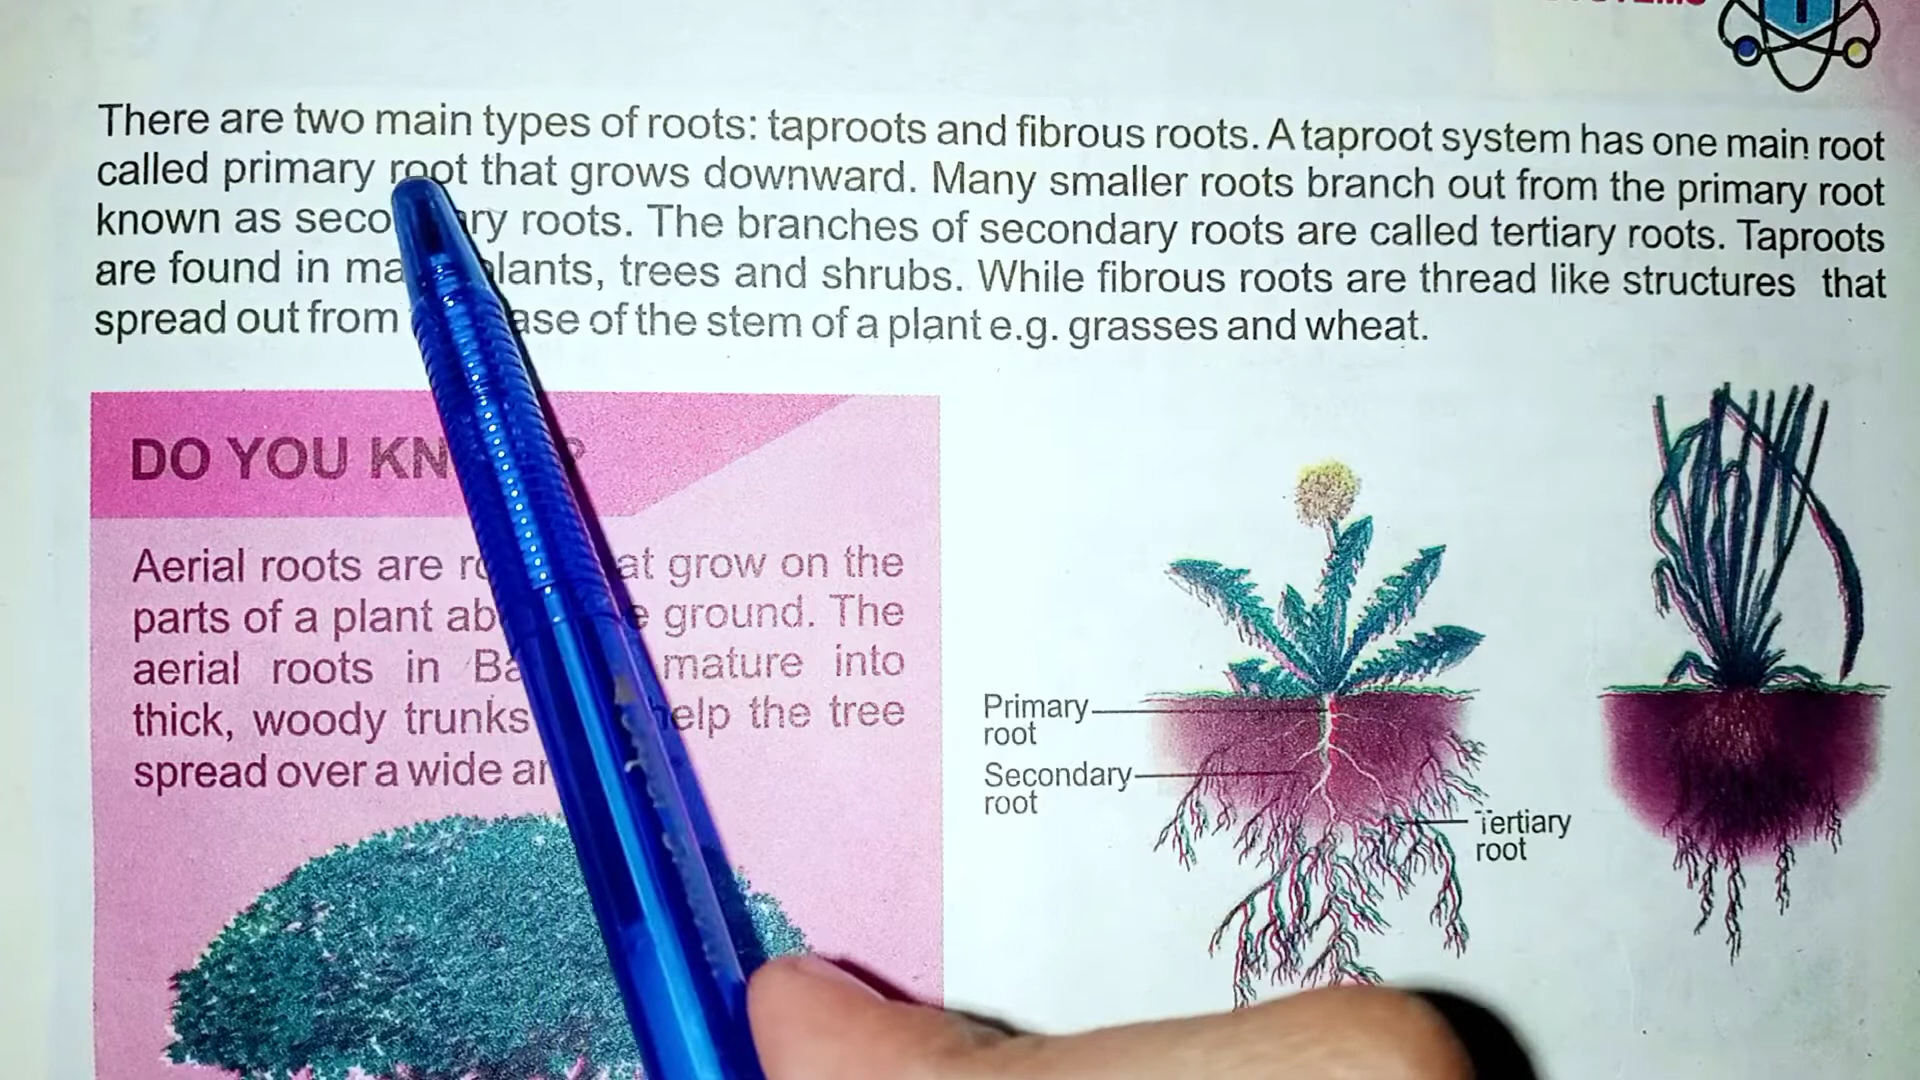 There are two main types of roots: taproots and fibrous roots. A taproot system has one main root
called primary root that grows downward. Many smaller roots branch out from the primary root
known as seco ry roots. The branches of secondary roots are called tertiary roots. Taproots
are found in ma lants, trees and shrubs. While fibrous roots are thread like structures that
spread out from ase of the stem of a plant e.g. grasses and wheat.
DO YOU KN ?
Aerial roots are ro at grow on the
parts of a plant ab e ground. The
aerial roots in Ba mature into
thick, woody trunks help the tree
spread over a wide ar
Primary
root
Secondary
root
Tertiary
root